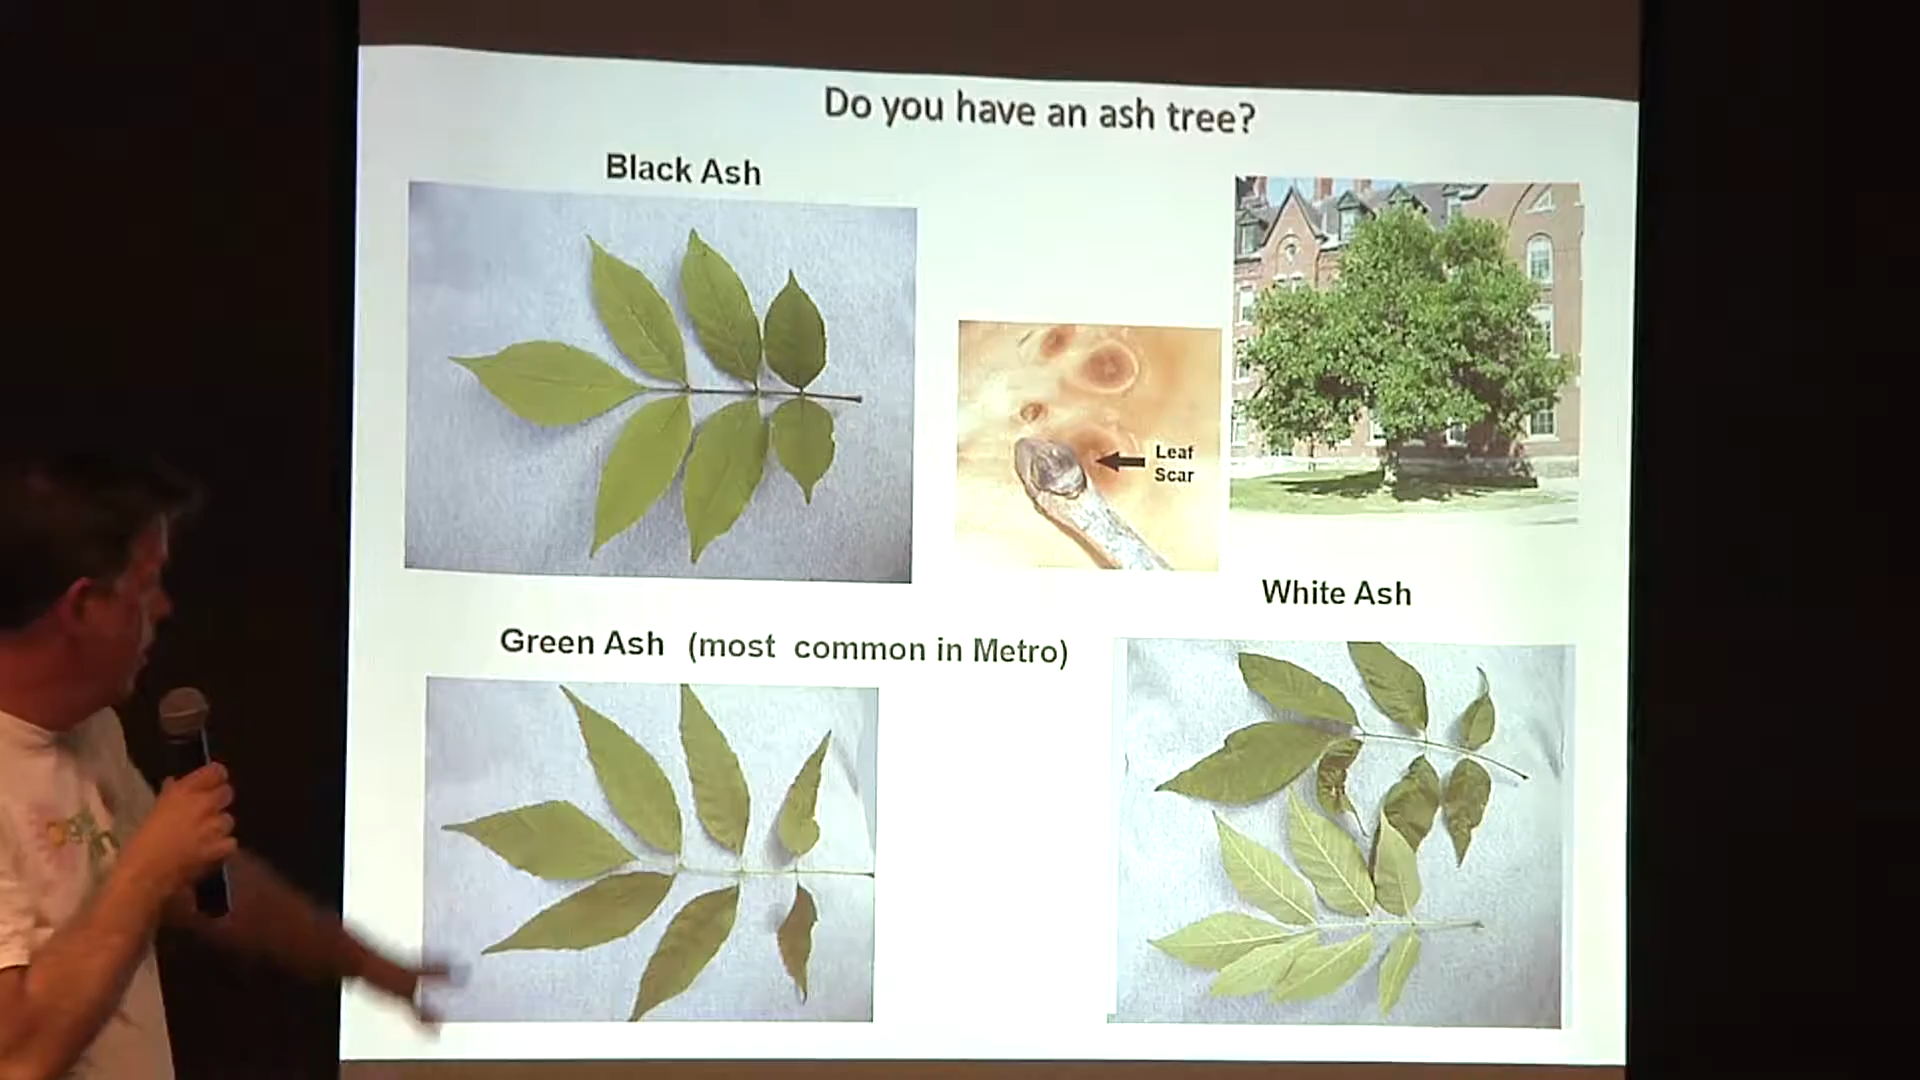 Do you have an ash tree?
Black Ash
Leaf
Scar
White Ash
Green Ash (most common in Metro)